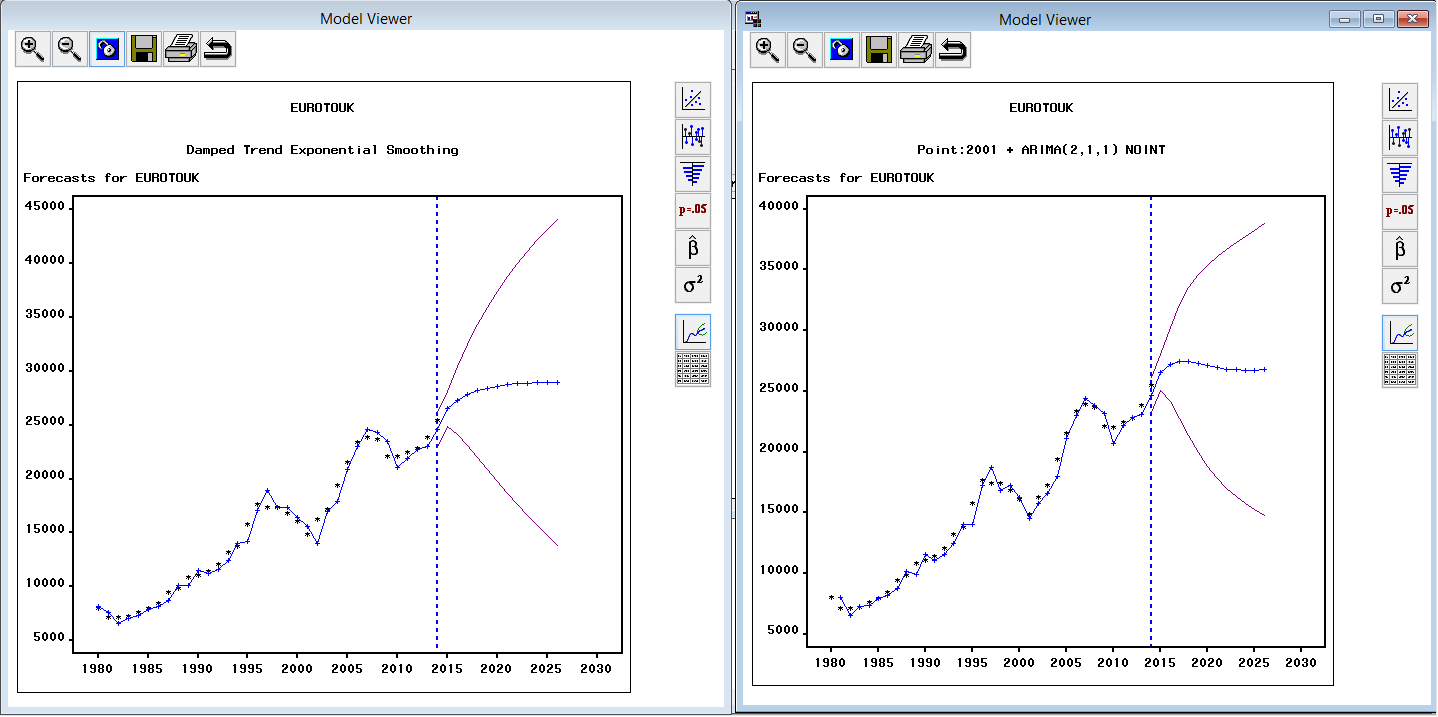 Model Viewer
EUROTOUK
Damped Trend Exponential Smoothing
Forecasts for EUROTOUK
45000
40000
35000
30000
25000
20000
15000
10000
5000
1980 1985 1990 1995 2000 2005 2010 2015 2020 2025 2030
p=.05
β̂
σ²
Model Viewer
EUROTOUK
Point:2001 + ARIMA(2,1,1) NOINT
Forecasts for EUROTOUK
40000
35000
30000
25000
20000
15000
10000
5000
1980 1985 1990 1995 2000 2005 2010 2015 2020 2025 2030
p=.05
β̂
σ²